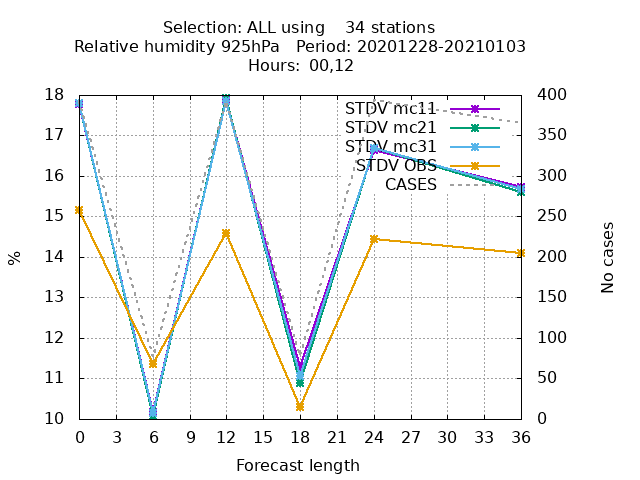 Selection: ALL using    34 stations
Relative humidity 925hPa   Period: 20201228-20210103
Hours: 00,12
18
17
16
15
14
13
12
11
10
%
400
350
300
250
200
150
100
50
0
No cases
STDV mc11
STDV mc21
STDV mc31
STDV OBS
CASES
0 3 6 9 12 15 18 21 24 27 30 33 36
Forecast length